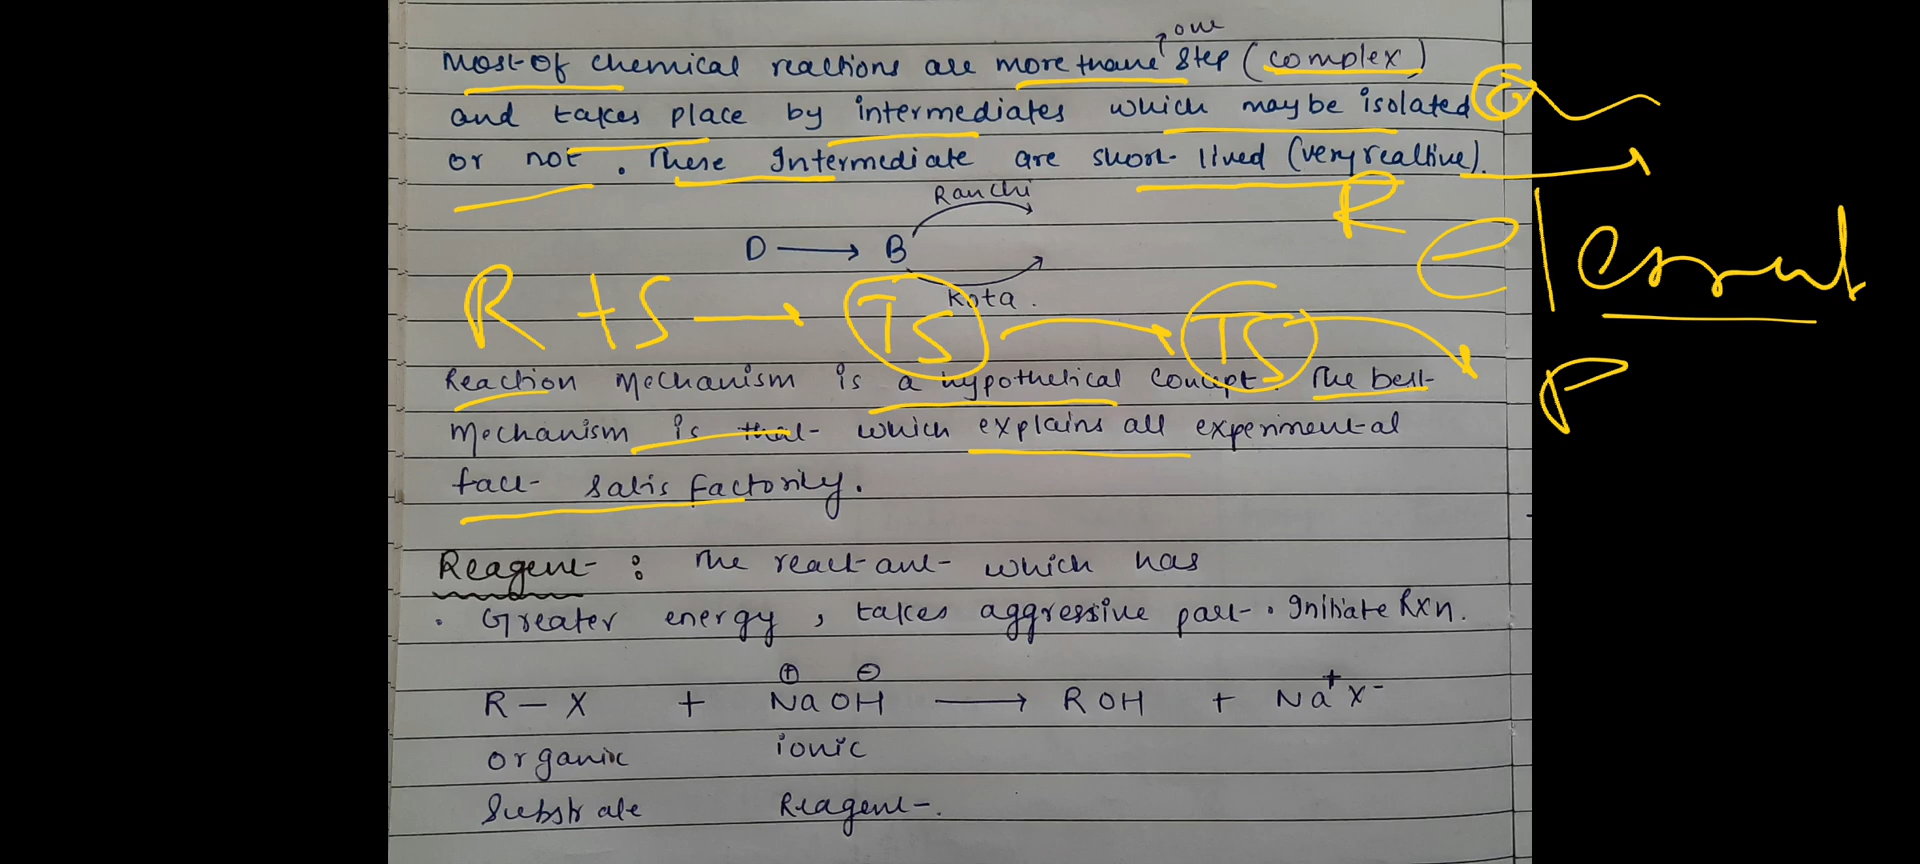 one
Most of chemical reactions are more thane step (complex)
and takes place by intermediates which may be isolated
or not. These Intermediate are short-lived (very reactive).
Ranchi
D → B
Kota.
R
R + S → TS → TS → P
Reaction Mechanism is a hypothetical concept. The best
Mechanism is that which explains all experimental
fact satisfactorily.
Reagent : The reactant which has
· Greater energy, takes aggressive part. Initiate Rxn.
⊕ ⊖
R – X + NaOH → ROH + Na⁺X⁻
organic ionic
Substrate Reagent.